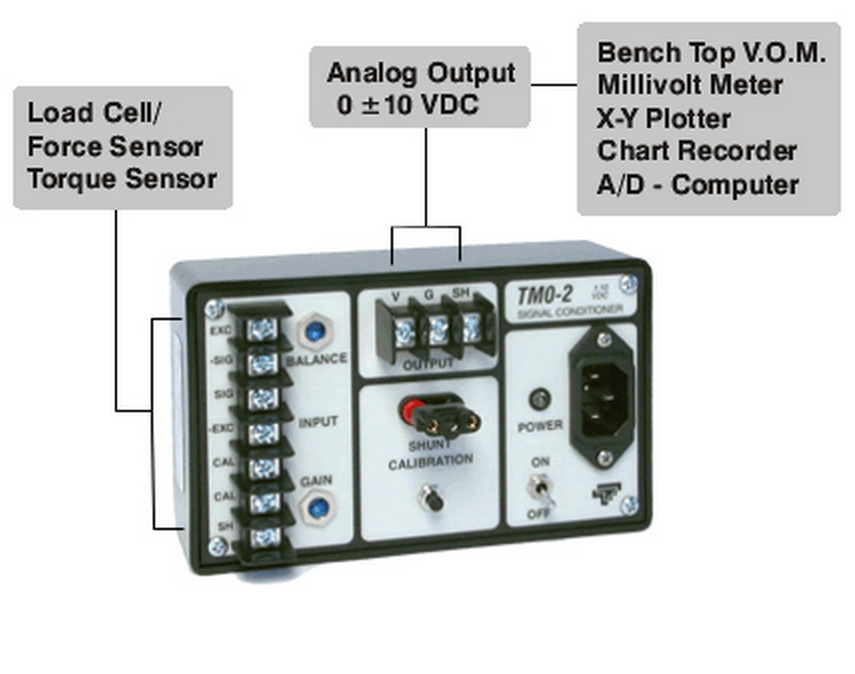 Load Cell/
Force Sensor
Torque Sensor
Analog Output
0 ±10 VDC
Bench Top V.O.M.
Millivolt Meter
X-Y Plotter
Chart Recorder
A/D - Computer
EXC
-SIG
SIG
-EXC
CAL
CAL
SH
BALANCE
INPUT
GAIN
V G SH
OUTPUT
SHUNT
CALIBRATION
TMO-2
±10
VDC
SIGNAL CONDITIONER
POWER
ON
OFF